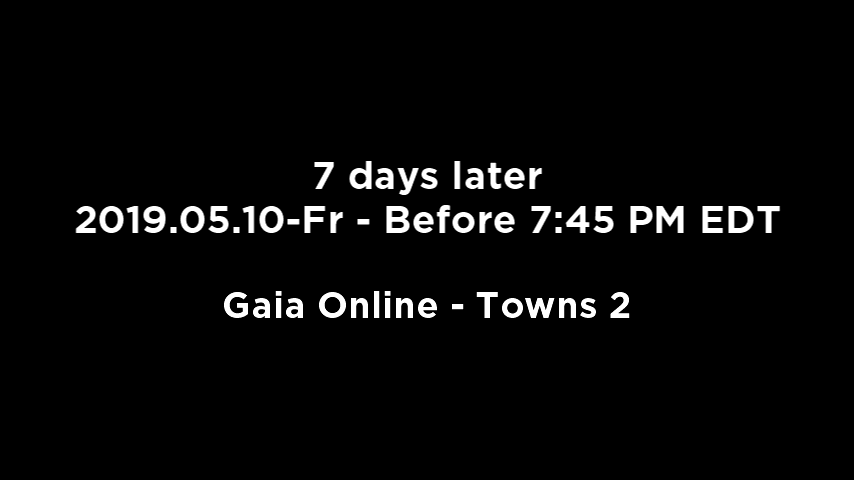 7 days later
2019.05.10-Fr - Before 7:45 PM EDT
Gaia Online - Towns 2